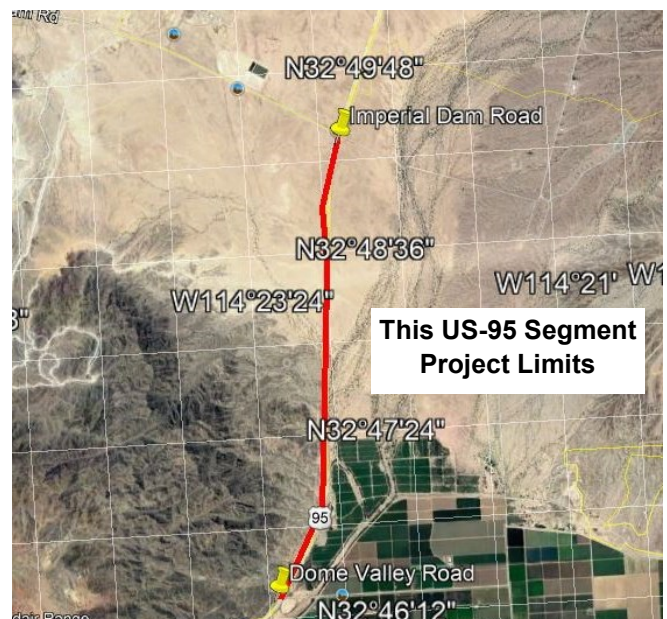 N32°49'48"
Imperial Dam Road
N32°48'36"
W114°21'
W114°23'24"
This US-95 Segment
Project Limits
N32°47'24"
95
Dome Valley Road
N32°46'12"